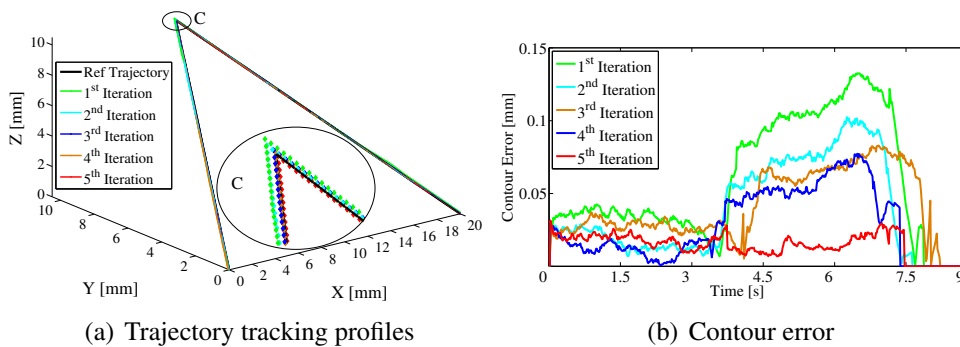 C
10
8
6
4
2
0
Z [mm]
Ref Trajectory
1st Iteration
2nd Iteration
3rd Iteration
4th Iteration
5th Iteration
C
10
8
6
4
2
0
Y [mm]
0
2
4
6
8
10
12
14
16
18
20
X [mm]
(a) Trajectory tracking profiles
0.15
0.1
0.05
Contour Error [mm]
1st Iteration
2nd Iteration
3rd Iteration
4th Iteration
5th Iteration
0
1.5
3
4.5
6
7.5
9
Time [s]
(b) Contour error